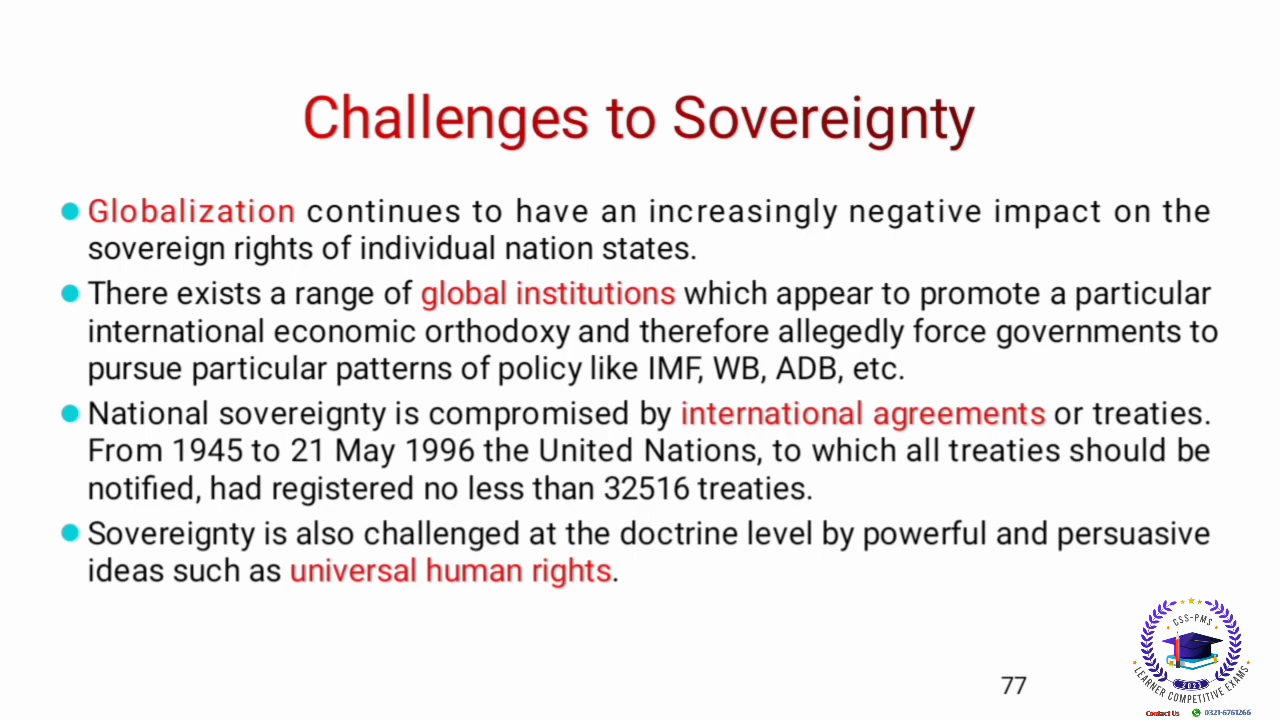 Challenges to Sovereignty
Globalization continues to have an increasingly negative impact on the
sovereign rights of individual nation states.
There exists a range of global institutions which appear to promote a particular
international economic orthodoxy and therefore allegedly force governments to
pursue particular patterns of policy like IMF, WB, ADB, etc.
National sovereignty is compromised by international agreements or treaties.
From 1945 to 21 May 1996 the United Nations, to which all treaties should be
notified, had registered no less than 32516 treaties.
Sovereignty is also challenged at the doctrine level by powerful and persuasive
ideas such as universal human rights.
CSS-PMS
2021
LEARNER COMPETITIVE EXAMS
77
Contact Us 0321-6761266